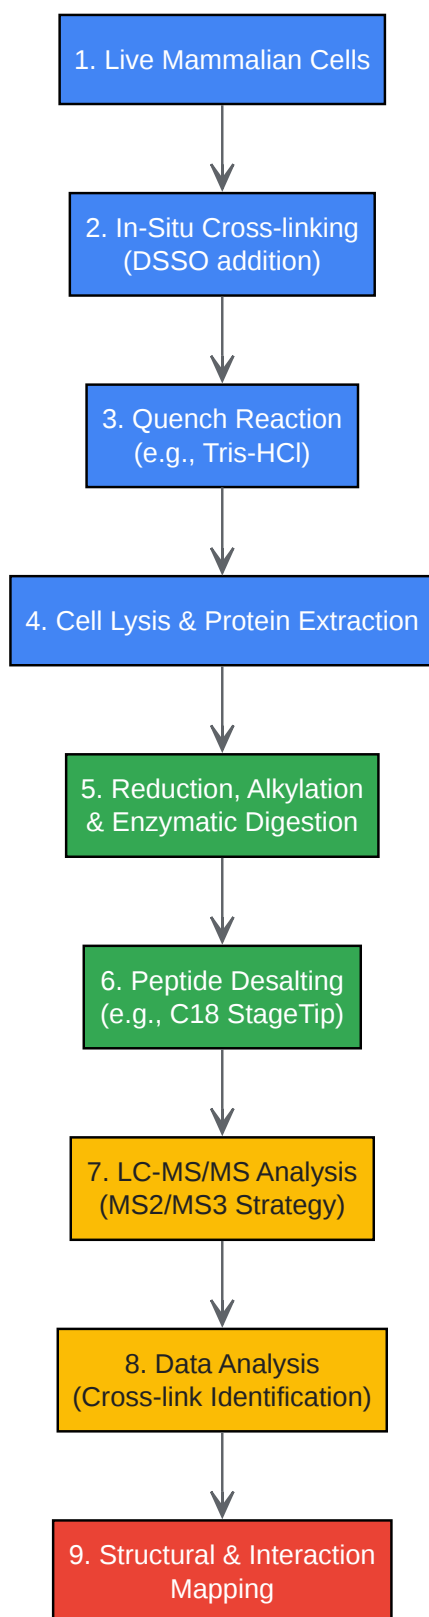 1. Live Mammalian Cells
2. In-Situ Cross-linking
(DSSO addition)
3. Quench Reaction
(e.g., Tris-HCl)
4. Cell Lysis & Protein Extraction
5. Reduction, Alkylation
& Enzymatic Digestion
6. Peptide Desalting
(e.g., C18 StageTip)
7. LC-MS/MS Analysis
(MS2/MS3 Strategy)
8. Data Analysis
(Cross-link Identification)
9. Structural & Interaction
Mapping